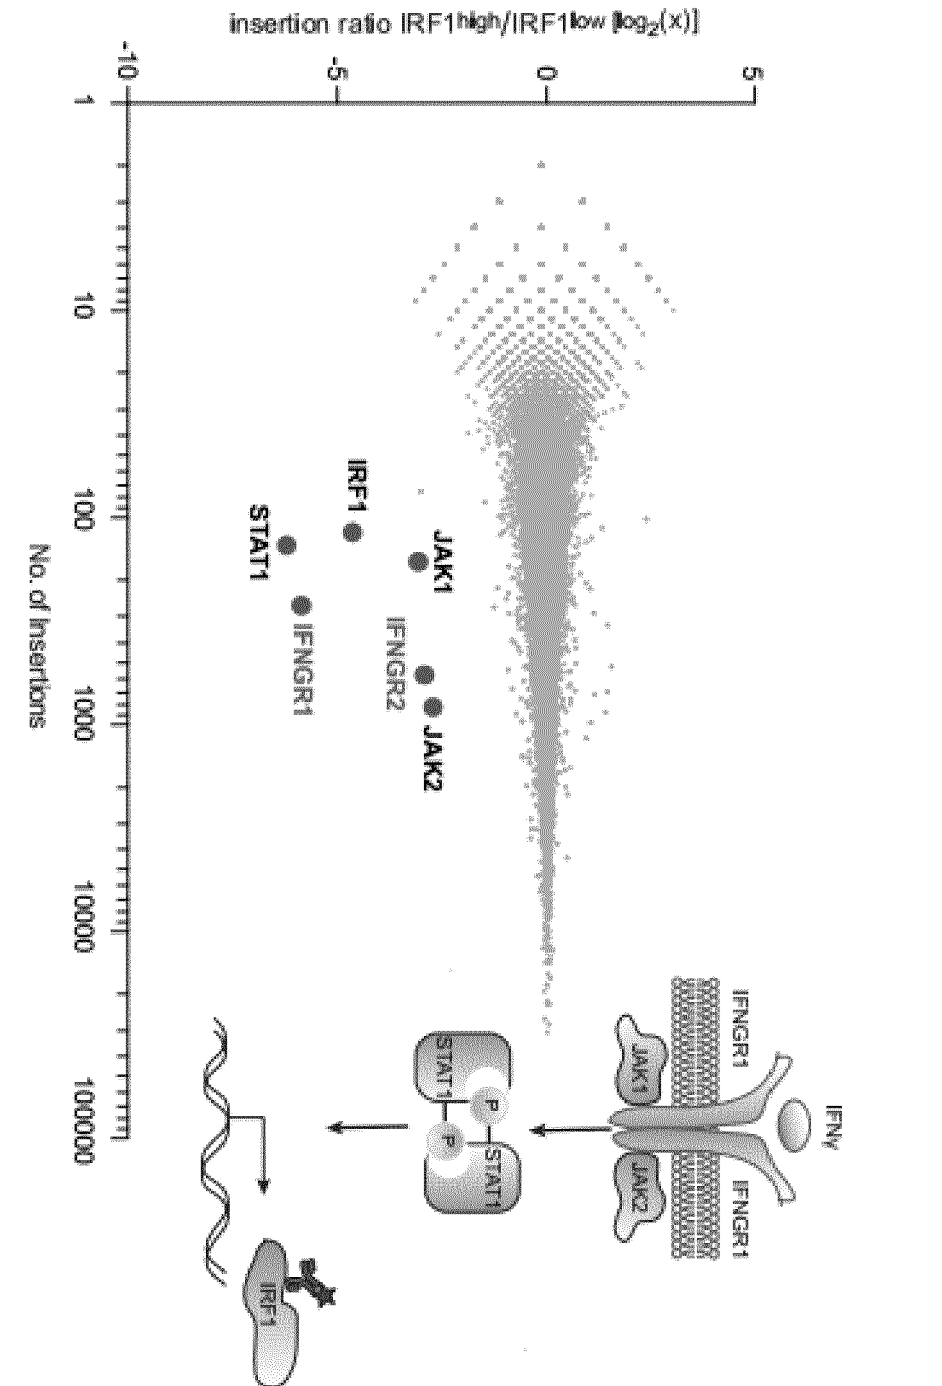 insertion ratio IRF1high/IRF1low [log2(x)]
5
0
-5
-10
1
10
100
1000
10000
100000
No. of Insertions
JAK1
IRF1
STAT1
IFNGR2
IFNGR1
JAK2
IFNγ
IFNGR1
IFNGR1
JAK1
JAK2
P
P
STAT1
STAT1
IRF1